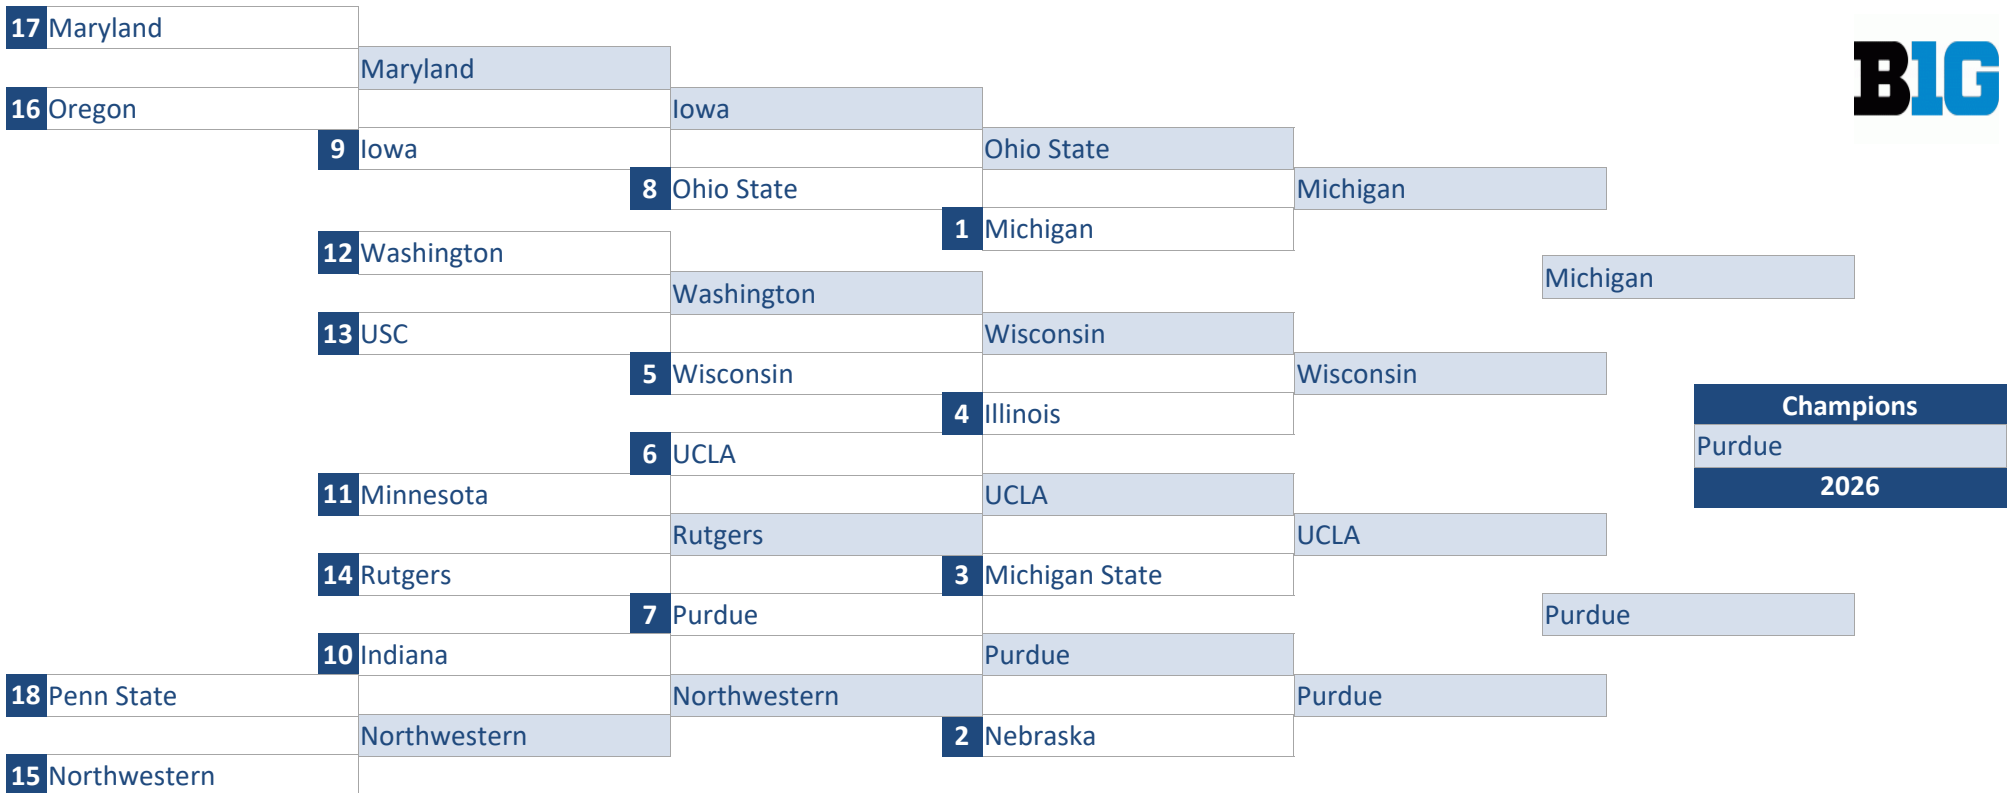 17 Maryland
Maryland
16 Oregon
Iowa
9 Iowa
Ohio State
8 Ohio State
Michigan
1 Michigan
12 Washington
Michigan
Washington
13 USC
Wisconsin
5 Wisconsin
Wisconsin
4 Illinois
Champions
Purdue
2026
6 UCLA
11 Minnesota
UCLA
Rutgers
UCLA
14 Rutgers
3 Michigan State
7 Purdue
Purdue
10 Indiana
Purdue
18 Penn State
Northwestern
Purdue
Northwestern
2 Nebraska
15 Northwestern
B1G